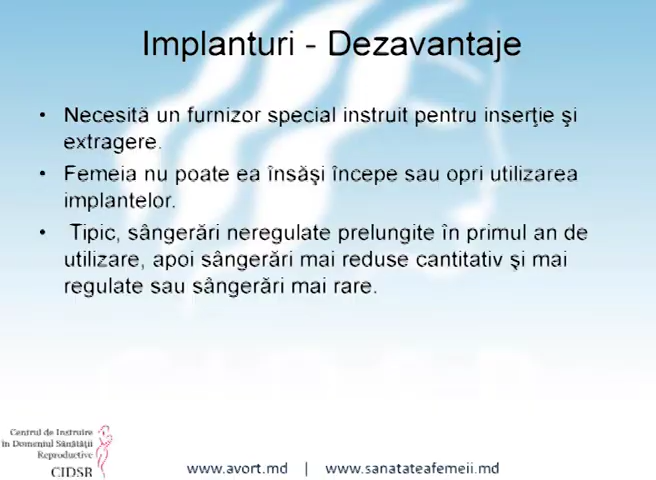 Implanturi - Dezavantaje
• Necesită un furnizor special instruit pentru inserţie şi
extragere.
• Femeia nu poate ea însăşi începe sau opri utilizarea
implantelor.
• Tipic, sângerări neregulate prelungite în primul an de
utilizare, apoi sângerări mai reduse cantitativ şi mai
regulate sau sângerări mai rare.
Centrul de Instruire
în Domeniul Sănătăţii
Reproductive
CIDSR
www.avort.md | www.sanatateafemeii.md